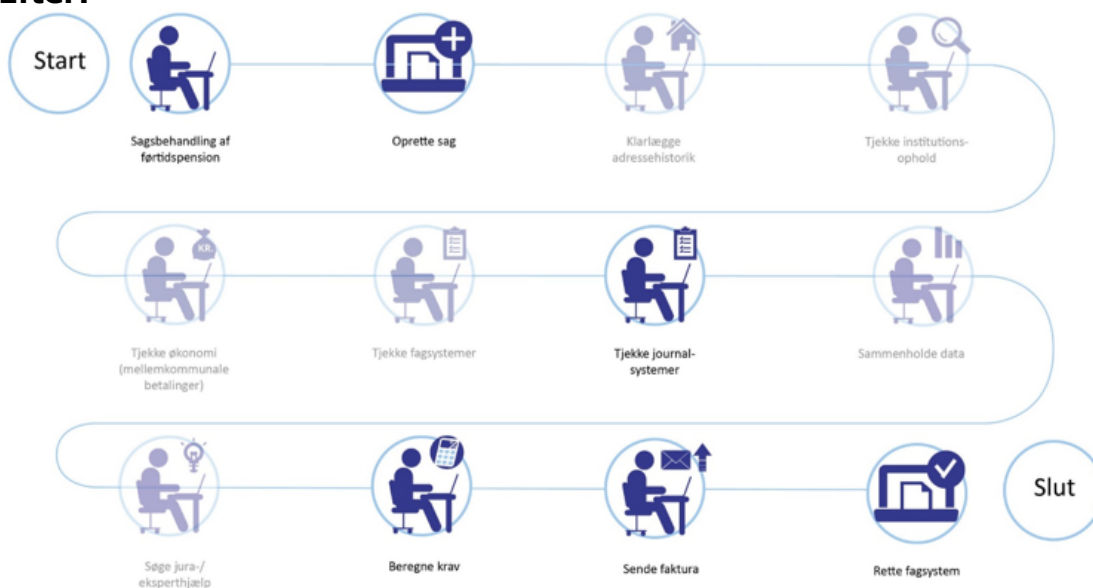 Efter:
Start
Sagsbehandling af
førtidspension
Oprette sag
Klarlægge
adressehistorik
Tjekke institutions-
ophold
KR.
Tjekke økonomi
(mellemkommunale
betalinger)
Tjekke fagsystemer
Tjekke journal-
systemer
Sammenholde data
Søge jura-/
eksperthjælp
Beregne krav
Sende faktura
Rette fagsystem
Slut